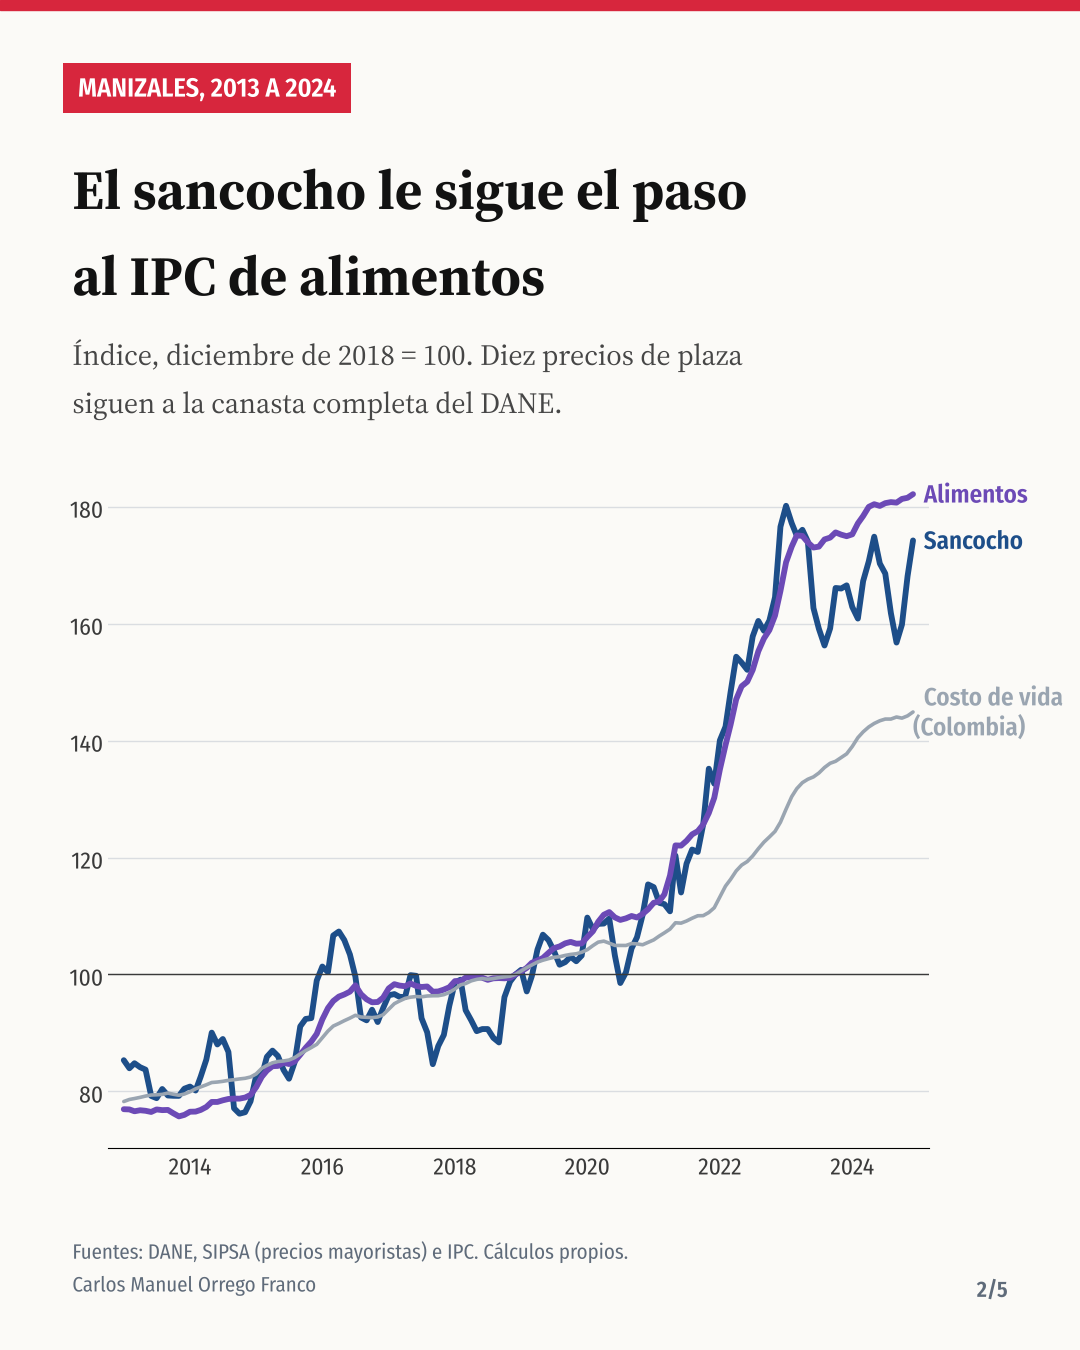 MANIZALES, 2013 A 2024
El sancocho le sigue el paso
al IPC de alimentos
Índice, diciembre de 2018 = 100. Diez precios de plaza
siguen a la canasta completa del DANE.
180
160
140
120
100
80
Alimentos
Sancocho
Costo de vida
(Colombia)
2014
2016
2018
2020
2022
2024
Fuentes: DANE, SIPSA (precios mayoristas) e IPC. Cálculos propios.
Carlos Manuel Orrego Franco
2/5